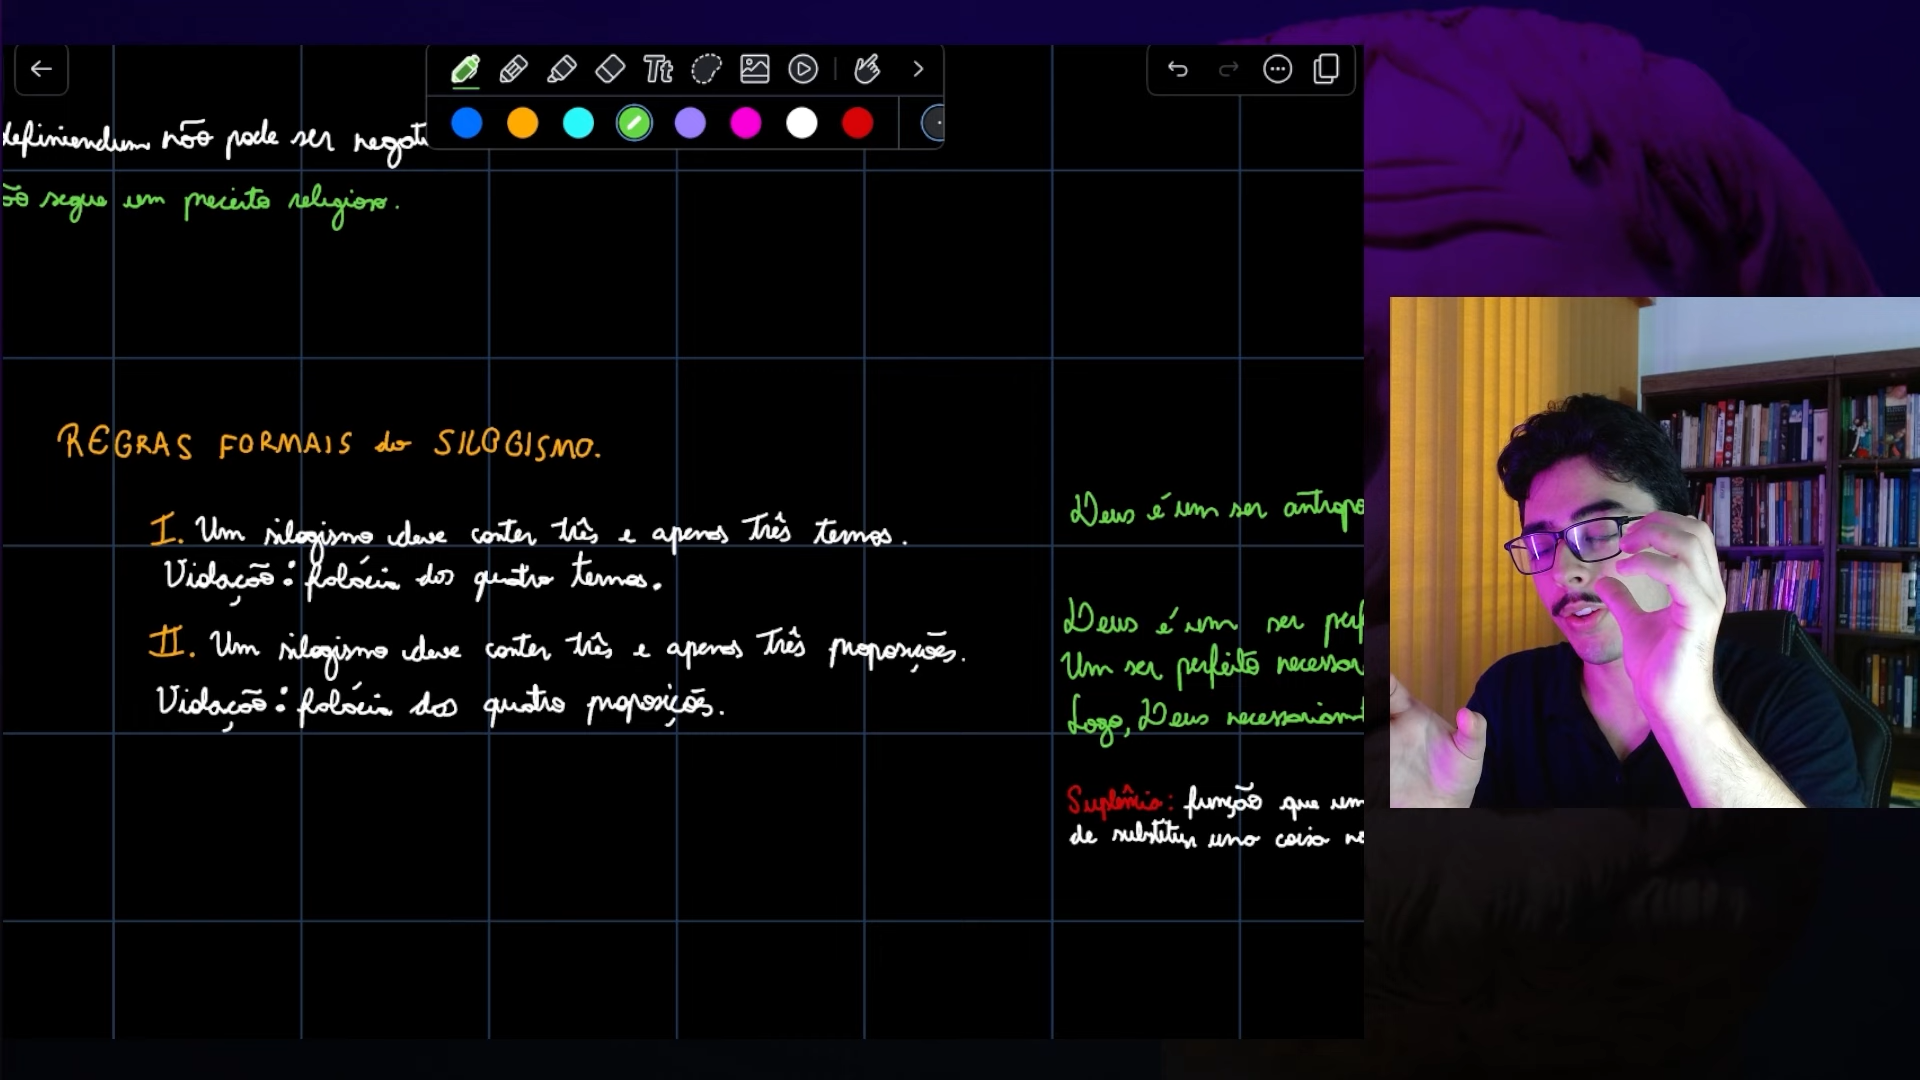 definiendum não pode ser negati
ão segue um preceito religioso.
REGRAS FORMAIS do SILOGISMO.
I. Um silogismo deve conter três e apenas três termos.
Violação: falácia dos quatro termos.
II. Um silogismo deve conter três e apenas três proposições.
Violação: falácia das quatro proposições.
Deus é um ser antropo
Deus é um ser perf
Um ser perfeito necessar
Logo, Deus necessariament
Suplência: função que um
de substituir uma coisa
Tt